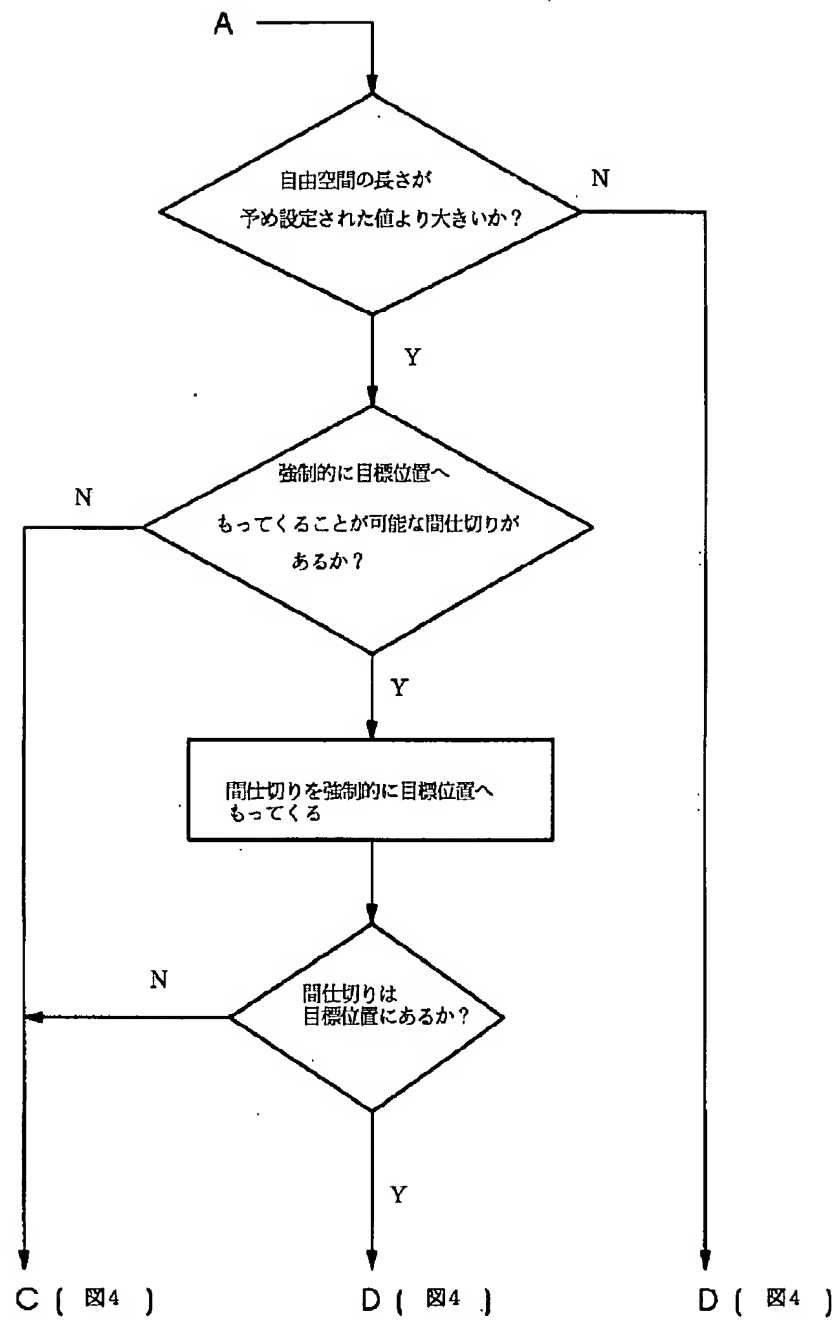 A
自由空間の長さが
予め設定された値より大きいか？
N
Y
強制的に目標位置へ
もってくることが可能な間仕切りが
あるか？
N
Y
間仕切りを強制的に目標位置へ
もってくる
間仕切りは
目標位置にあるか？
N
Y
C ( 図4 )
D ( 図4 )
D ( 図4 )